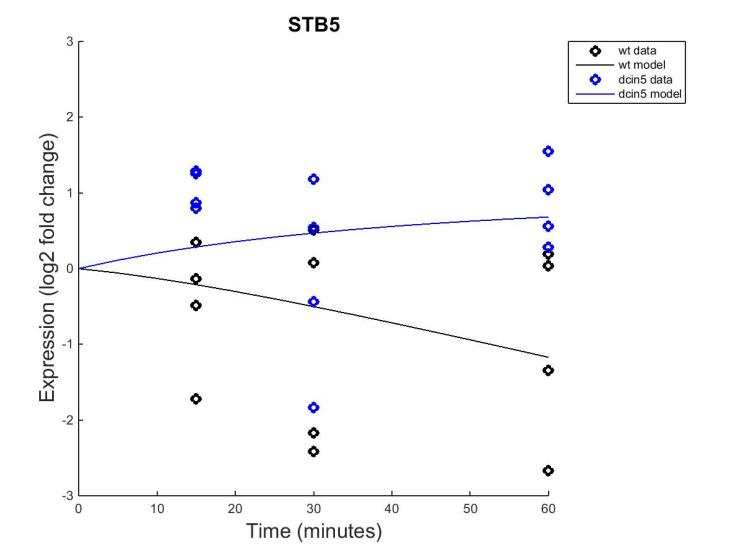 STB5
3
2
1
0
-1
-2
-3
Expression (log2 fold change)
0 10 20 30 40 50 60
Time (minutes)
wt data
wt model
dcin5 data
dcin5 model